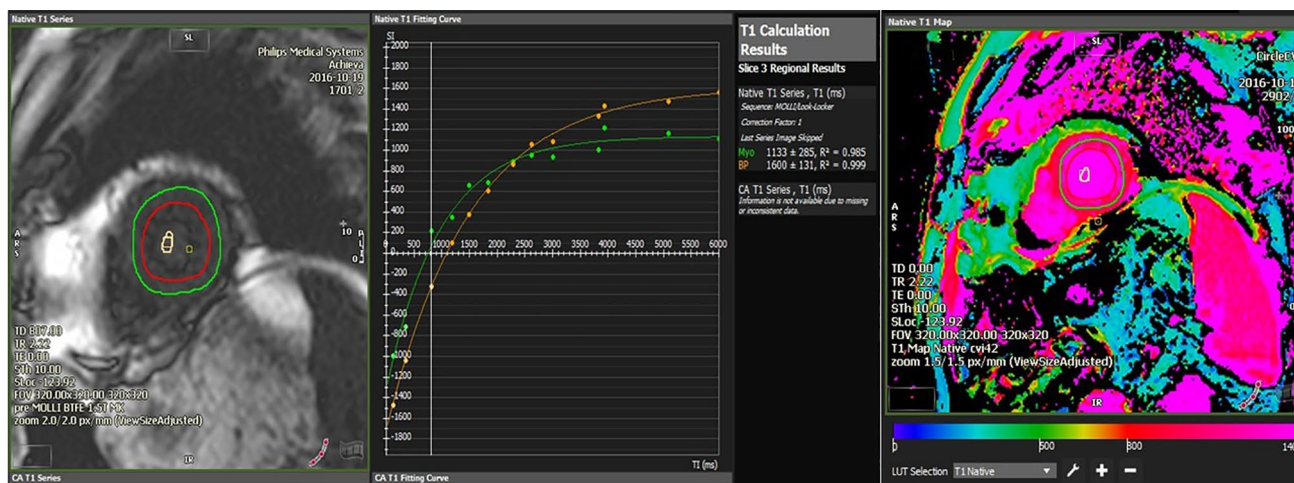 Native T1 Series
SL
Philips Medical Systems
Achieva
2016-10-19
1701/2
A
R
S
10
P
L
I
0
TD 807.00
TR 2.22
TE 0.00
STh 10.00
SLoc -123.92
FOV 320.00x320.00 320x320
pre MOLLI BTFE 1.5T MK
zoom 2.0/2.0 px/mm (ViewSizeAdjusted)
IR
CA T1 Series
Native T1 Fitting Curve
SI
2000
1800
1600
1400
1200
1000
800
600
400
200
0
0 500 1000 1500 2000 2500 3000 3500 4000 4500 5000 5500 6000
-200
-400
-600
-800
-1000
-1200
-1400
-1600
-1800
TI (ms)
CA T1 Fitting Curve
T1 Calculation
Results
Slice 3 Regional Results
Native T1 Series , T1 (ms)
Sequence: MOLLI/Look-Locker
Correction Factor: 1
Last Series Image Skipped
Myo 1133 ± 285, R² = 0.985
BP 1600 ± 131, R² = 0.999
CA T1 Series , T1 (ms)
Information is not available due to missing
or inconsistent data.
Native T1 Map
SL
CircleCV
2016-10-1
2902/
100
A
R
S
0
TD 0.00
TR 2.22
TE 0.00
STh 10.00
SLoc -123.92
FOV 320.00x320.00 320x320
T1 Map Native cvi42
zoom 1.5/1.5 px/mm (ViewSizeAdjusted)
IR
0 500 800 140
LUT Selection T1 Native